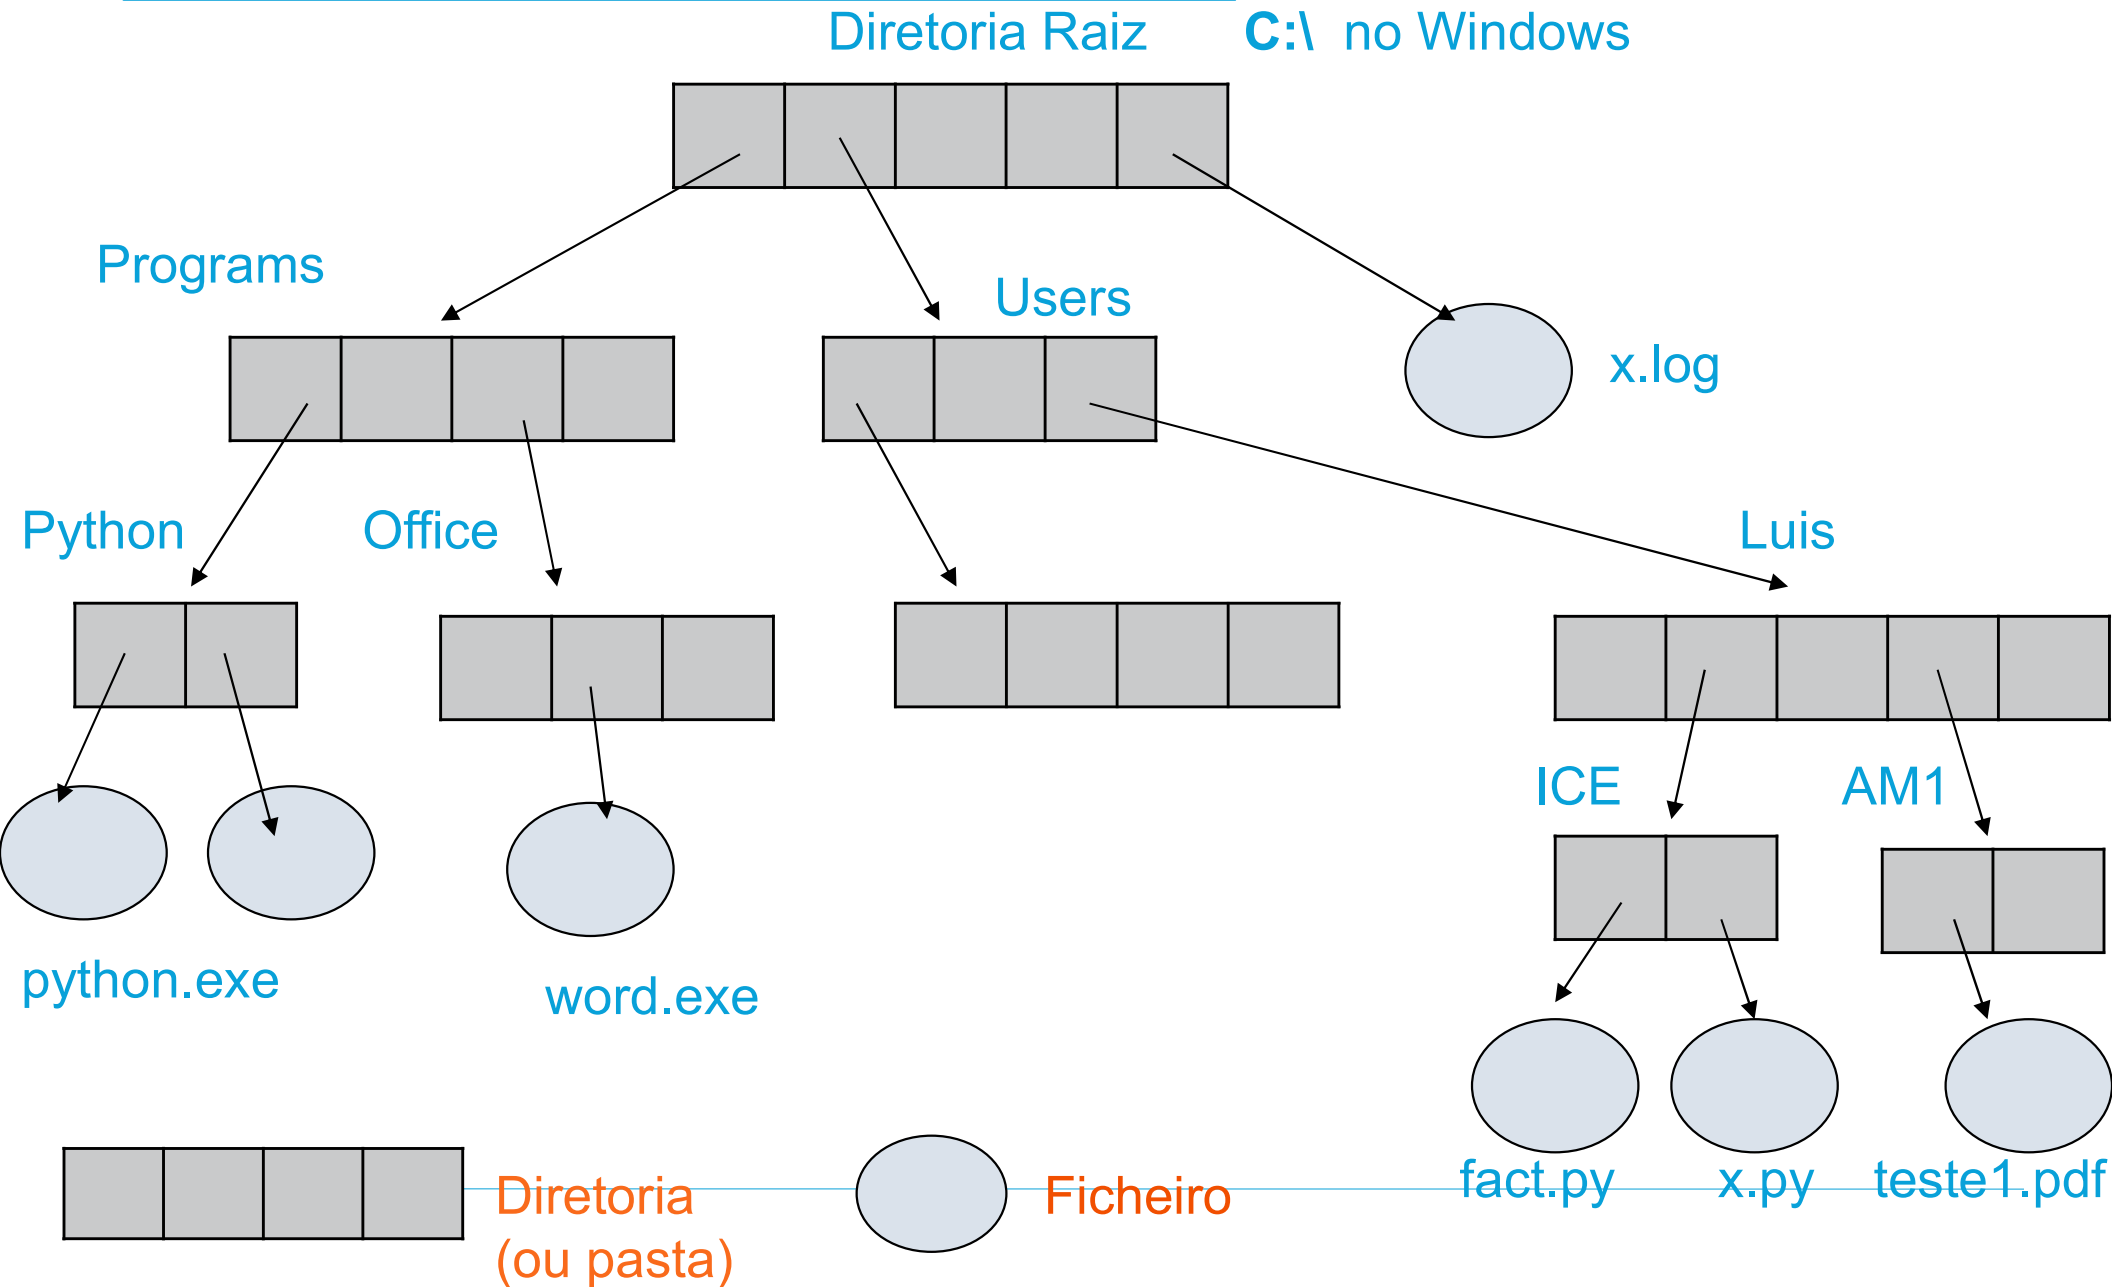 Diretoria Raiz C:\ no Windows
Programs
Users
x.log
Python
Office
Luis
ICE
AM1
python.exe
word.exe
fact.py
x.py
teste1.pdf
Diretoria
(ou pasta)
Ficheiro